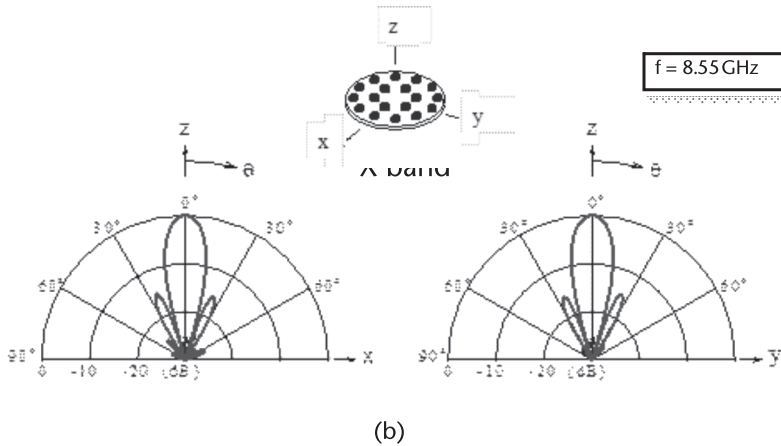 z
f = 8.55 GHz
x
y
X band
z
θ
z
θ
0°
30°
30°
60°
60°
90°
x
0 -10 -20 (dB)
0°
30°
30°
60°
60°
90°
y
0 -10 -20 (dB)
(b)